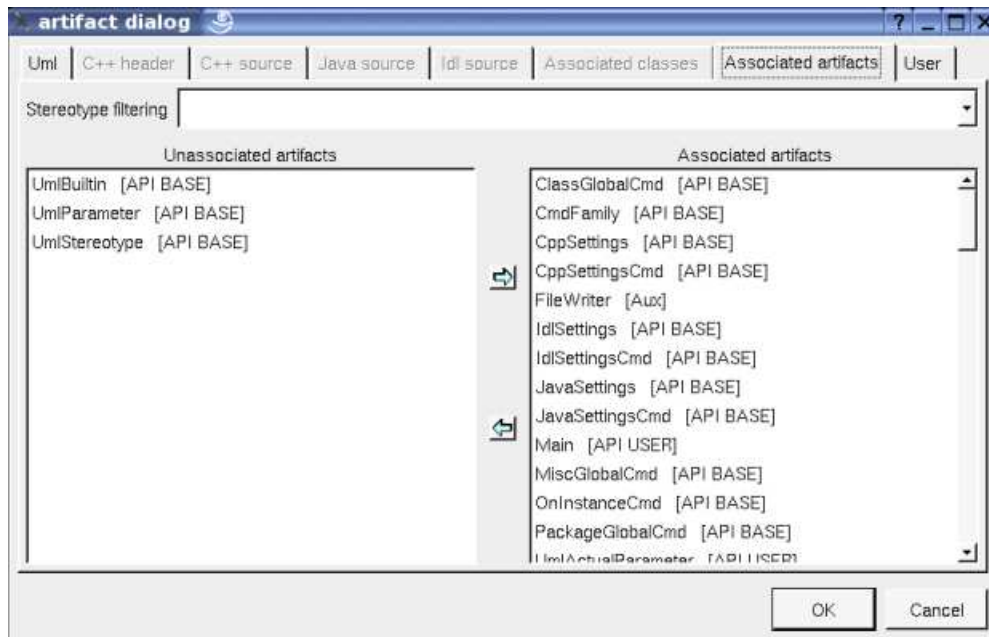 artifact dialog ? _ □ X
Uml C++ header C++ source Java source Idl source Associated classes Associated artifacts User
Stereotype filtering
Unassociated artifacts
UmlBuiltin [API BASE]
UmlParameter [API BASE]
UmlStereotype [API BASE]
Associated artifacts
ClassGlobalCmd [API BASE]
CmdFamily [API BASE]
CppSettings [API BASE]
CppSettingsCmd [API BASE]
FileWriter [Aux]
IdlSettings [API BASE]
IdlSettingsCmd [API BASE]
JavaSettings [API BASE]
JavaSettingsCmd [API BASE]
Main [API USER]
MiscGlobalCmd [API BASE]
OnInstanceCmd [API BASE]
PackageGlobalCmd [API BASE]
UmlActualParameter [API USER]
OK Cancel